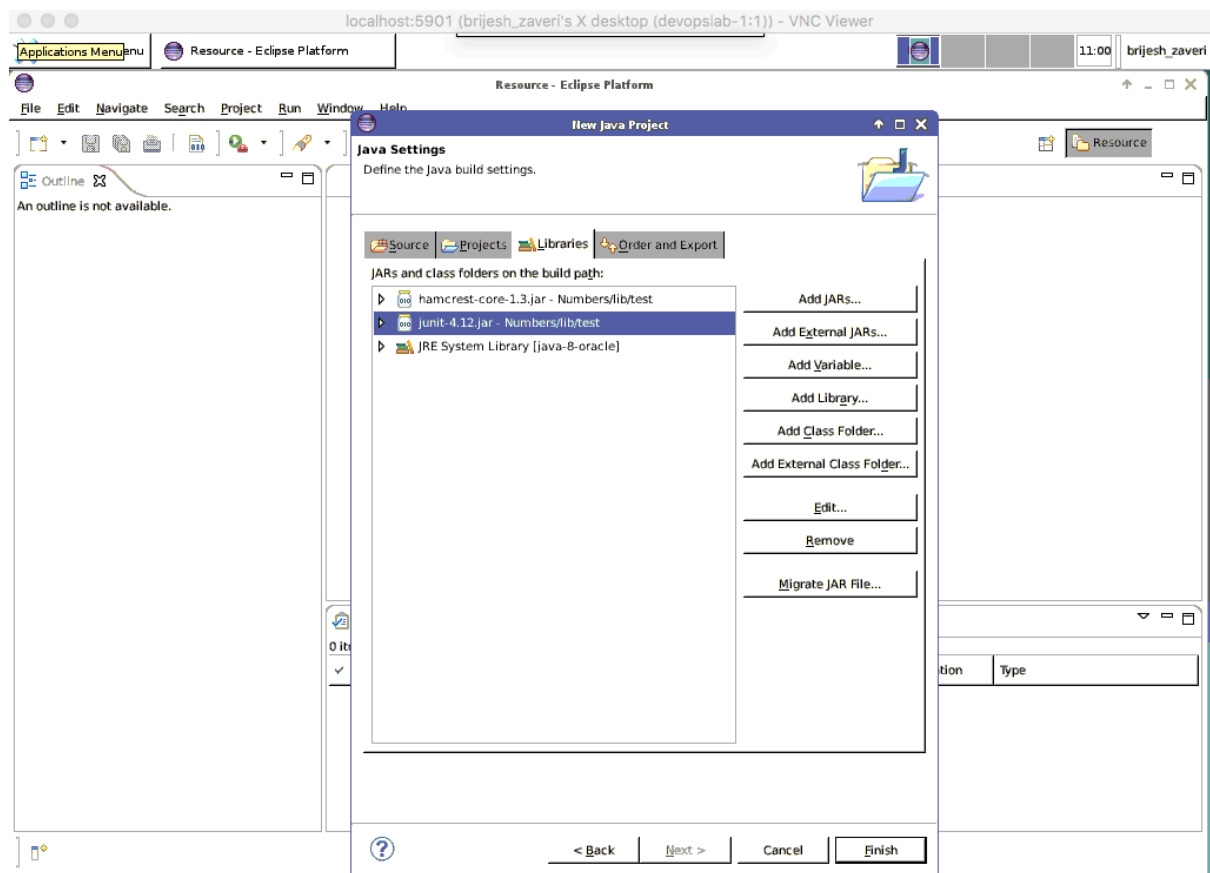 localhost:5901 (brijesh_zaveri's X desktop (devopslab-1:1)) - VNC Viewer
Applications Menu enu Resource - Eclipse Platform 11:00 brijesh_zaveri
Resource - Eclipse Platform
File Edit Navigate Search Project Run Window Help
New Java Project
Java Settings
Define the Java build settings.
Resource
Outline
An outline is not available.
Source Projects Libraries Order and Export
JARs and class folders on the build path:
hamcrest-core-1.3.jar - Numbers/lib/test
junit-4.12.jar - Numbers/lib/test
JRE System Library [java-8-oracle]
Add JARs...
Add External JARs...
Add Variable...
Add Library...
Add Class Folder...
Add External Class Folder...
Edit...
Remove
Migrate JAR File...
0 ite
tion Type
< Back Next > Cancel Finish